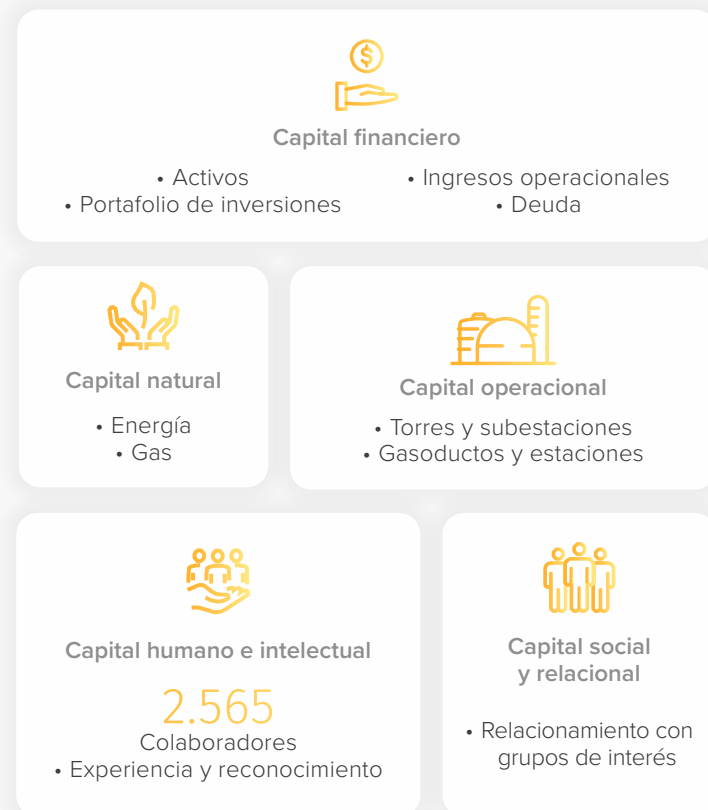 $
Capital financiero
• Activos
• Portafolio de inversiones
• Ingresos operacionales
• Deuda
Capital natural
• Energía
• Gas
Capital operacional
• Torres y subestaciones
• Gasoductos y estaciones
Capital humano e intelectual
2.565
Colaboradores
• Experiencia y reconocimiento
Capital social
y relacional
• Relacionamiento con
grupos de interés